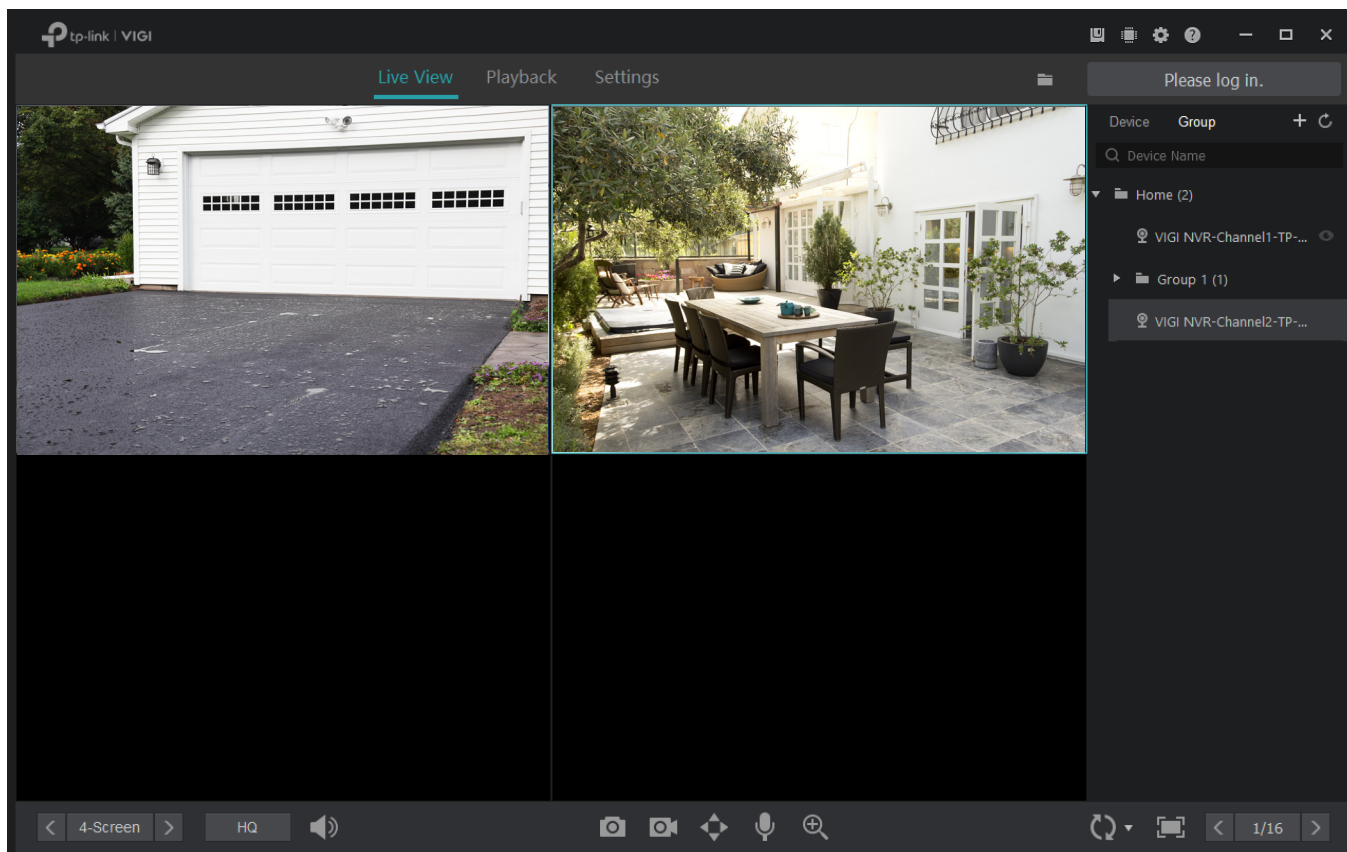 tp-link | VIGI
Live View Playback Settings
Please log in.
Device Group
Device Name
Home (2)
VIGI NVR-Channel1-TP-...
Group 1 (1)
VIGI NVR-Channel2-TP-...
4-Screen HQ 1/16